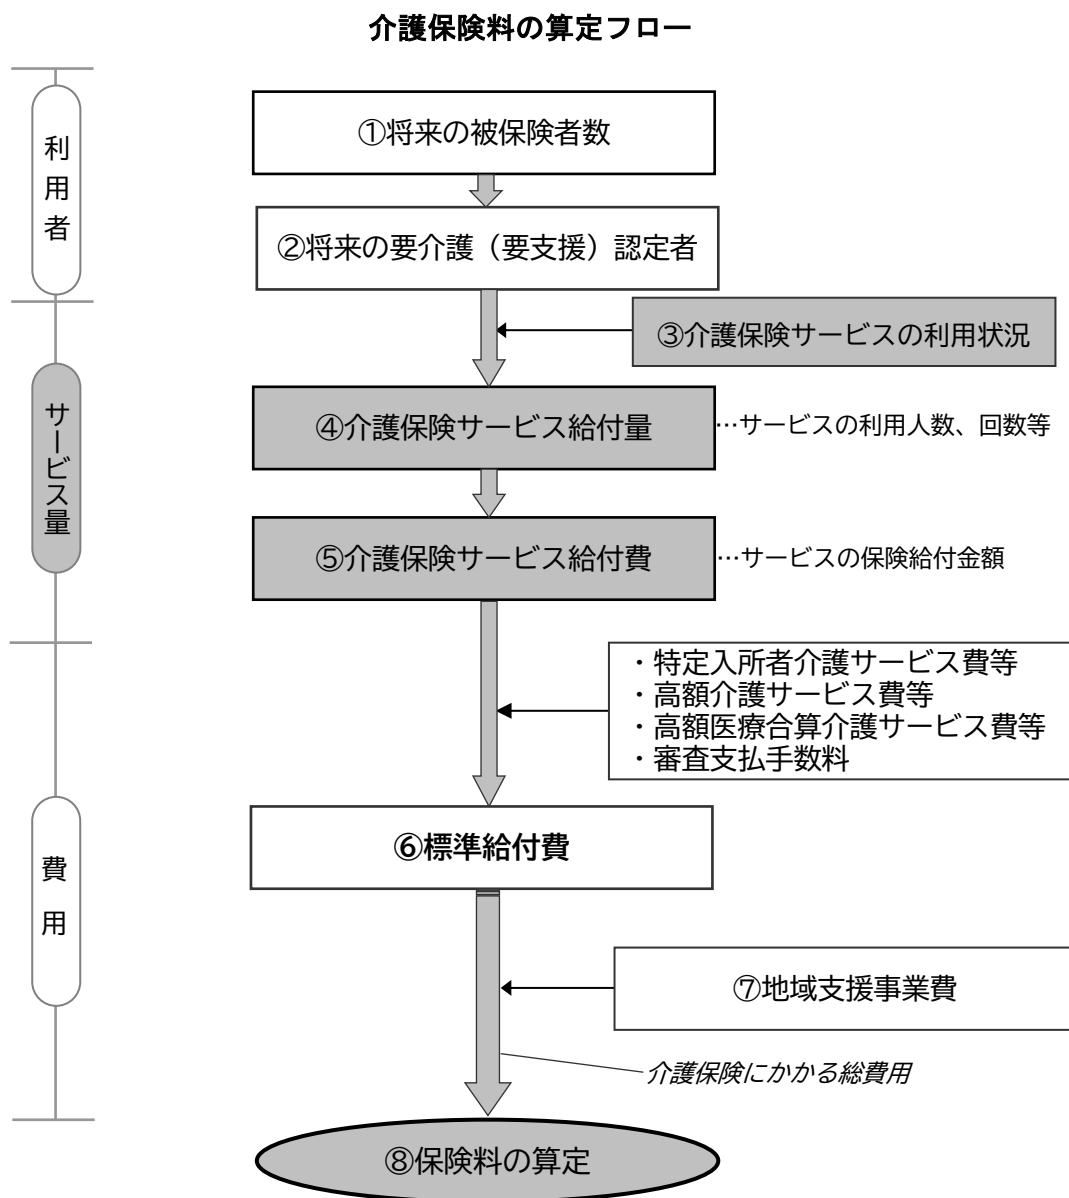 介護保険料の算定フロー
利用者
①将来の被保険者数
②将来の要介護（要支援）認定者
③介護保険サービスの利用状況
サービス量
④介護保険サービス給付量
…サービスの利用人数、回数等
⑤介護保険サービス給付費
…サービスの保険給付金額
・特定入所者介護サービス費等
・高額介護サービス費等
・高額医療合算介護サービス費等
・審査支払手数料
費用
⑥標準給付費
⑦地域支援事業費
介護保険にかかる総費用
⑧保険料の算定